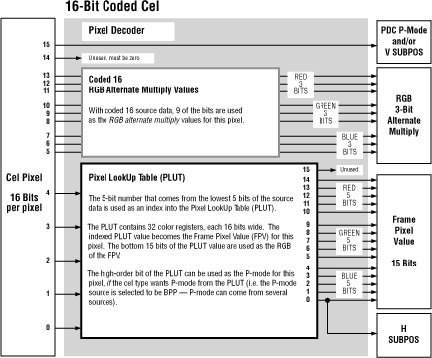 16-Bit Coded Cel
Pixel Decoder
PDC P-Mode
and/or
V SUBPOS
15
14
Unuser, must be zero
13
12
11
10
9
8
7
6
5
Coded 16
RGB Alternate Multiply Values
With coded 16 source data, 9 of the bits are used
as the RGB alternate multiply values for this pixel.
RED
3
BITS
GREEN
3
BITS
BLUE
3
BITS
RGB
3-Bit
Alternate
Multiply
Cel Pixel
16 Bits
per pixel
4
3
2
1
0
Pixel LookUp Table (PLUT)
The 5-bit number that comes from the lowest 5 bits of the source
data is used as an index into the Pixel LookUp Table (PLUT).
The PLUT contains 32 color registers, each 16 bits wide. The
indexed PLUT value becomes the Frame Pixel Value (FPV) for this
pixel. The bottom 15 bits of the PLUT value are used as the RGB
of the FPV.
The high-order bit of the PLUT can be used as the P-mode for this
pixel, if the cel type wants P-mode from the PLUT (i.e. the P-mode
source is selected to be BPP — P-mode can come from several
sources).
15
Unused
14
13
12
11
10
9
8
7
6
5
4
3
2
1
0
RED
5
BITS
GREEN
5
BITS
BLUE
5
BITS
Frame
Pixel
Value
15 Bits
H
SUBPOS